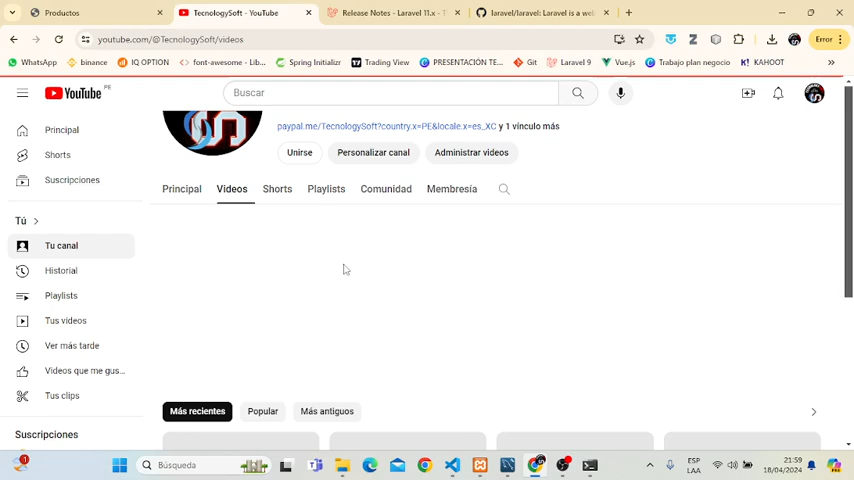 Productos
TecnologySoft - YouTube
Release Notes - Laravel 11.x - T
laravel/laravel: Laravel is a we
youtube.com/@TecnologySoft/videos
Error
WhatsApp
binance
IQ OPTION
font-awesome - Lib...
Spring Initializr
Trading View
PRESENTACIÓN TE...
Git
Laravel 9
Vue.js
Trabajo plan negocio
KAHOOT
YouTube PE
Buscar
paypal.me/TecnologySoft?country.x=PE&locale.x=es_XC y 1 vínculo más
Unirse
Personalizar canal
Administrar videos
Principal
Videos
Shorts
Playlists
Comunidad
Membresía
Principal
Shorts
Suscripciones
Tú
Tu canal
Historial
Playlists
Tus videos
Ver más tarde
Videos que me gus...
Tus clips
Suscripciones
Más recientes
Popular
Más antiguos
1
Búsqueda
ESP
LAA
21:59
18/04/2024